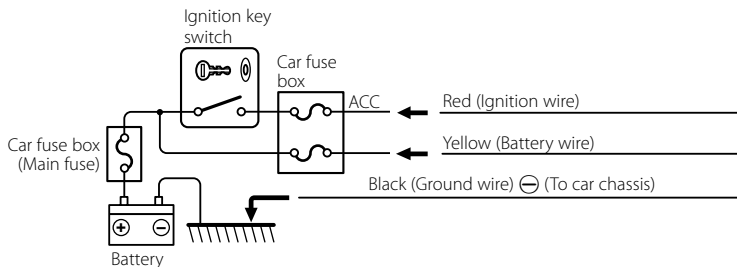 Ignition key
switch
Car fuse
box
ACC
Red (Ignition wire)
Car fuse box
(Main fuse)
Yellow (Battery wire)
Black (Ground wire) ⊖ (To car chassis)
⊕ ⊖
Battery